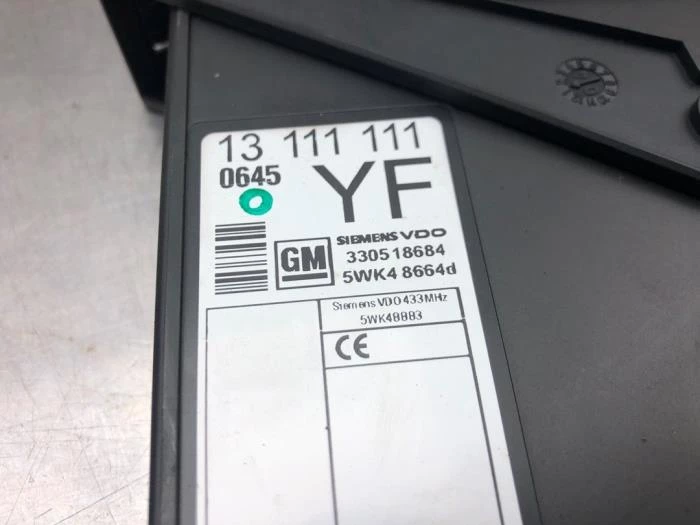 13 111 111
0645
YF
GM
SIEMENS VDO
330518684
5WK4 8664d
Siemens VDO 433MHz
5WK48883
CE